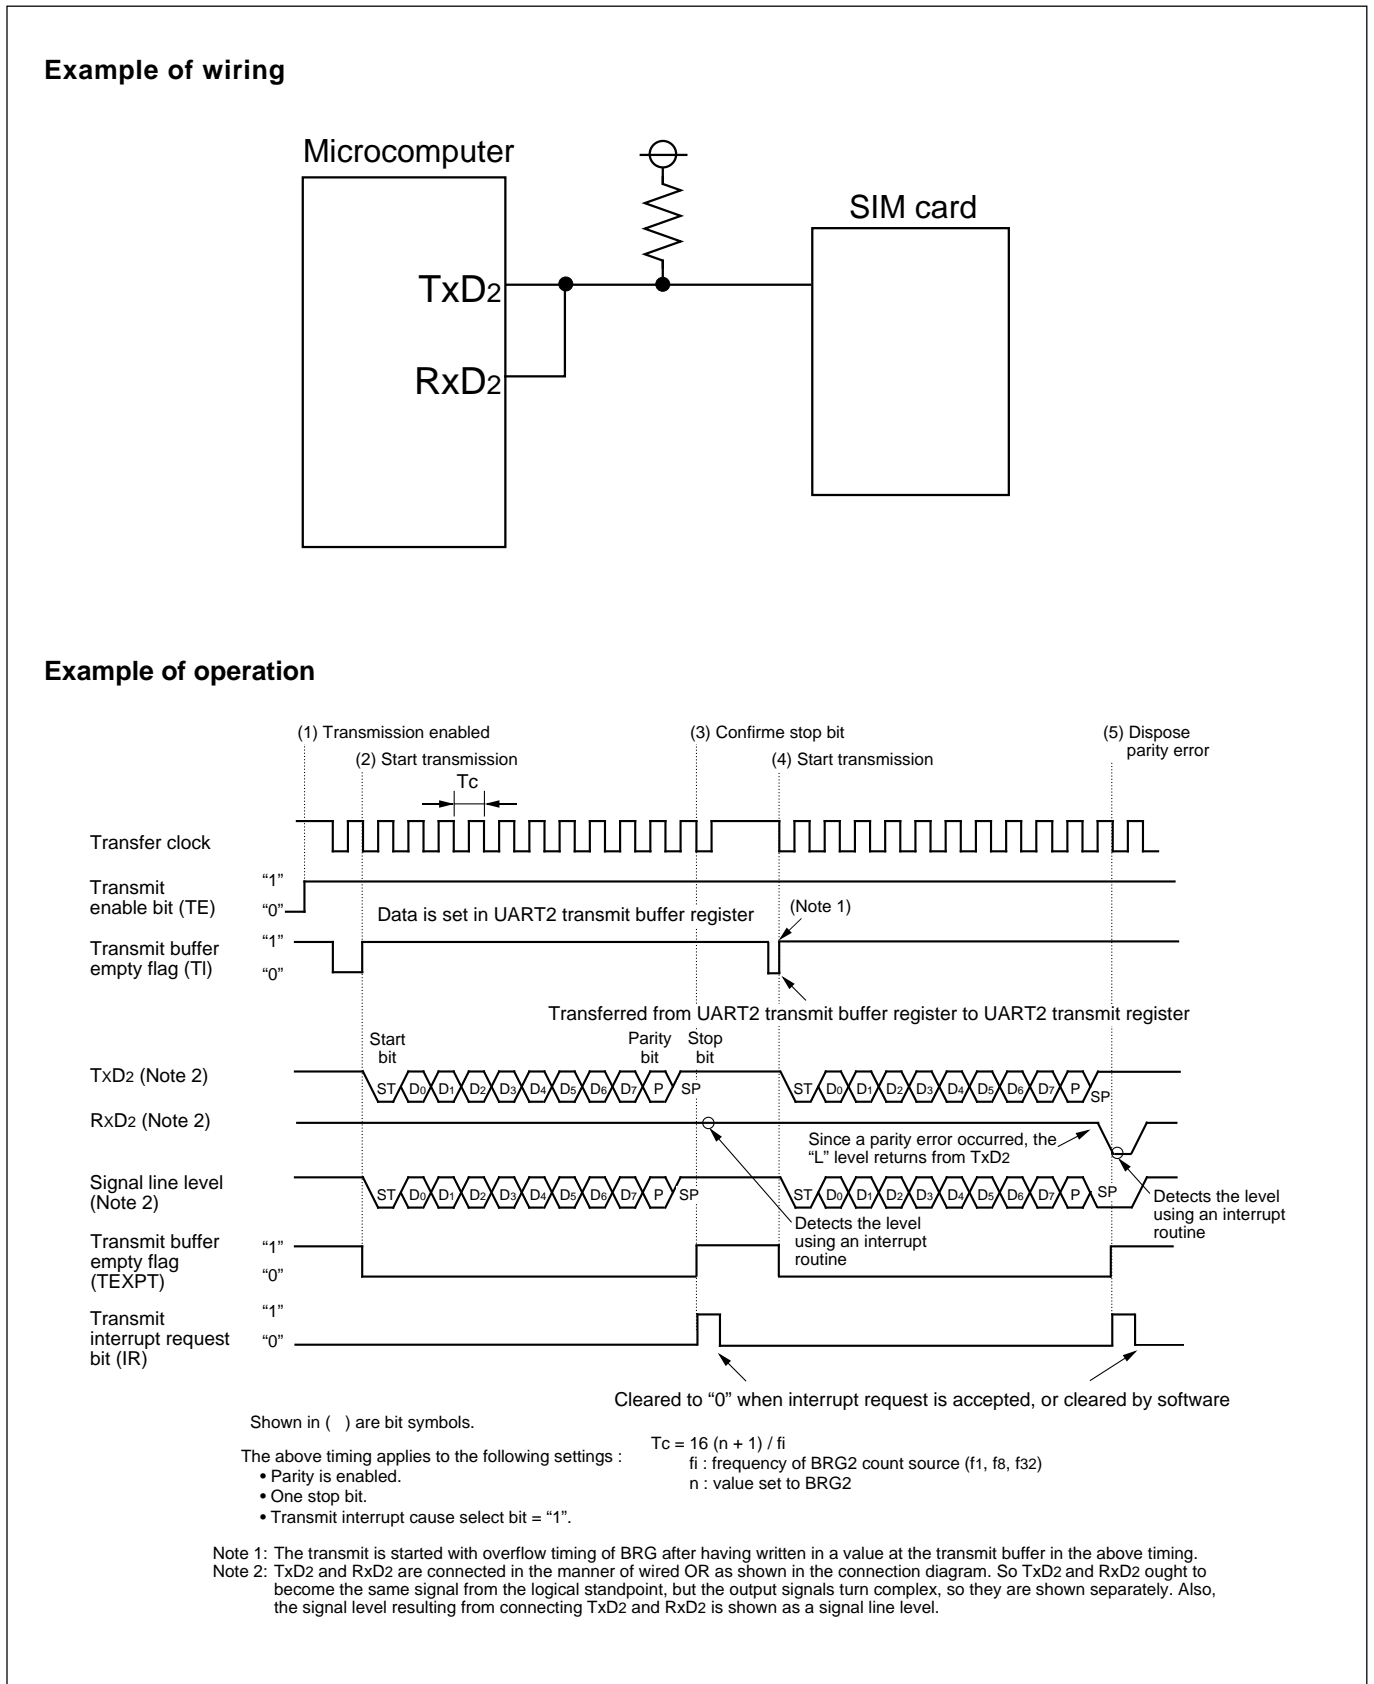 Example of wiring
Microcomputer
SIM card
TxD2
RxD2
Example of operation
(1) Transmission enabled
(3) Confirme stop bit
(5) Dispose
parity error
(2) Start transmission
(4) Start transmission
Tc
Transfer clock
Transmit
enable bit (TE)
“1”
“0”
Data is set in UART2 transmit buffer register
(Note 1)
Transmit buffer
empty flag (TI)
“1”
“0”
Transferred from UART2 transmit buffer register to UART2 transmit register
Start
bit
Parity
bit
Stop
bit
TxD2 (Note 2)
ST D0 D1 D2 D3 D4 D5 D6 D7 P SP
ST D0 D1 D2 D3 D4 D5 D6 D7 P SP
RxD2 (Note 2)
Since a parity error occurred, the
“L” level returns from TxD2
Signal line level
(Note 2)
ST D0 D1 D2 D3 D4 D5 D6 D7 P SP
ST D0 D1 D2 D3 D4 D5 D6 D7 P SP
Detects the level
using an interrupt
routine
Detects the level
using an interrupt
routine
Transmit buffer
empty flag
(TEXPT)
“1”
“0”
Transmit
interrupt request
bit (IR)
“1”
“0”
Cleared to “0” when interrupt request is accepted, or cleared by software
Shown in ( ) are bit symbols.
The above timing applies to the following settings :
• Parity is enabled.
• One stop bit.
• Transmit interrupt cause select bit = “1”.
Tc = 16 (n + 1) / fi
fi : frequency of BRG2 count source (f1, f8, f32)
n : value set to BRG2
Note 1: The transmit is started with overflow timing of BRG after having written in a value at the transmit buffer in the above timing.
Note 2: TxD2 and RxD2 are connected in the manner of wired OR as shown in the connection diagram. So TxD2 and RxD2 ought to
become the same signal from the logical standpoint, but the output signals turn complex, so they are shown separately. Also,
the signal level resulting from connecting TxD2 and RxD2 is shown as a signal line level.